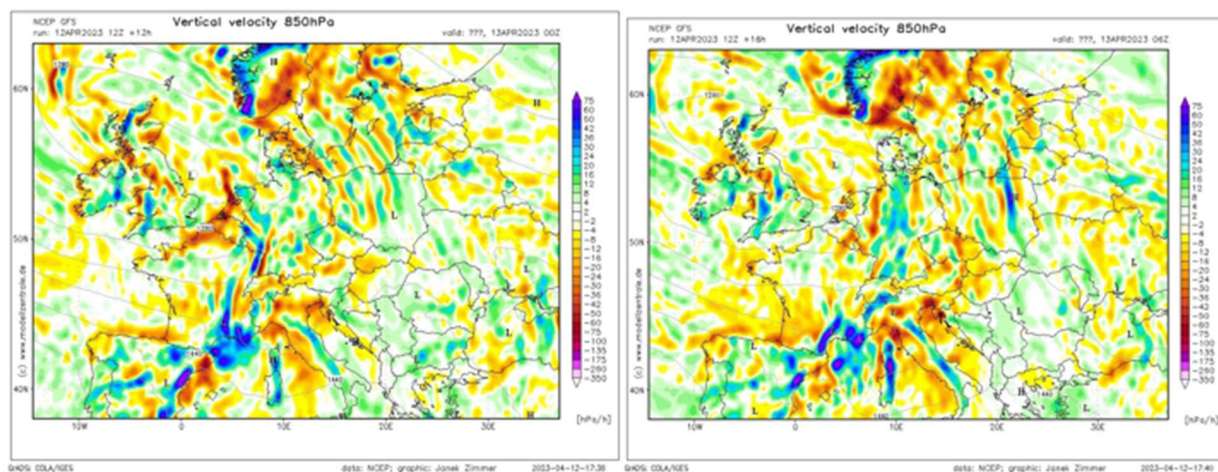 NCEP GFS
Vertical velocity 850hPa
run: 12APR2023 12Z +12h
valid: ???, 13APR2023 00Z
60N
50N
40N
10W
0
10E
20E
30E
1280
H
H
L
L
L
1280
L
L
L
1440
L
1440
L
H
75
60
50
42
36
30
24
20
16
12
8
4
2
-2
-4
-8
-12
-16
-20
-24
-30
-36
-42
-50
-60
-75
-100
-135
-175
-260
-350
[hPa/h]
(c) www.modellzentrale.de
GrADS: COLA/IGES
data: NCEP; graphic: Janek Zimmer
2023-04-12-17:38
NCEP GFS
Vertical velocity 850hPa
run: 12APR2023 12Z +18h
valid: ???, 13APR2023 06Z
60N
50N
40N
10W
0
10E
20E
30E
1280
L
L
L
L
L
L
L
H
1440
L
1440
75
60
50
42
36
30
24
20
16
12
8
4
2
-2
-4
-8
-12
-16
-20
-24
-30
-36
-42
-50
-60
-75
-100
-135
-175
-260
-350
[hPa/h]
(c) www.modellzentrale.de
GrADS: COLA/IGES
data: NCEP; graphic: Janek Zimmer
2023-04-12-17:40